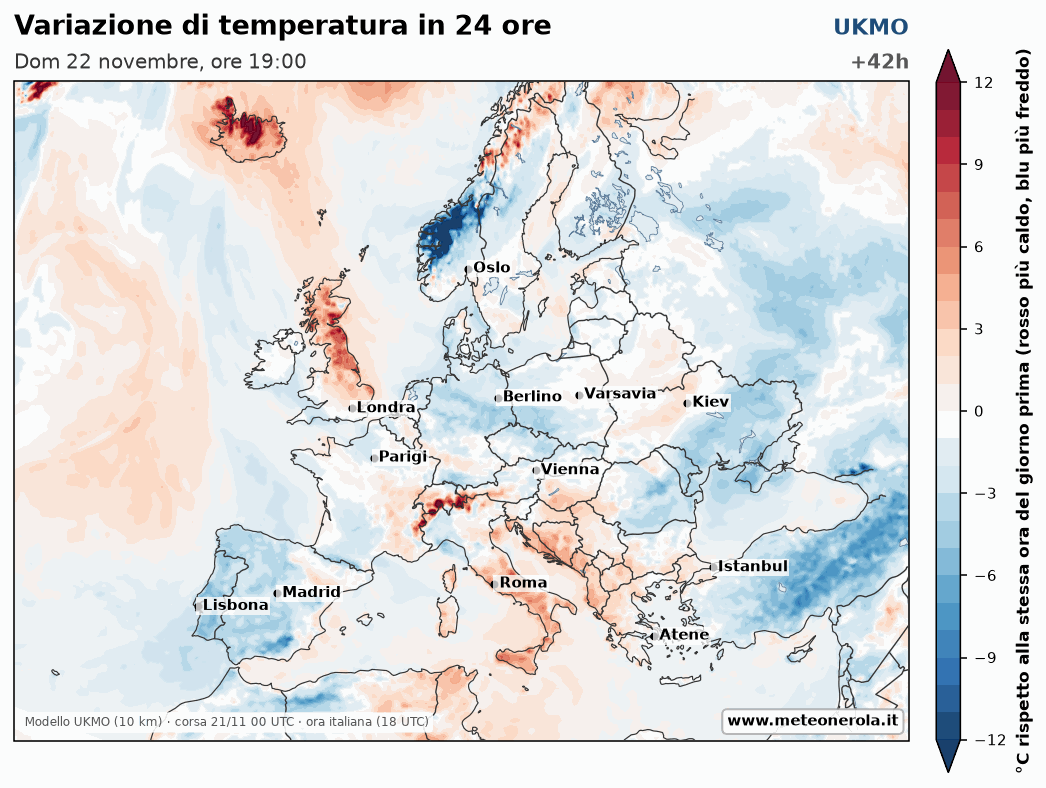 Variazione di temperatura in 24 ore
UKMO
Dom 22 novembre, ore 19:00
+42h
Oslo
Londra
Berlino
Varsavia
Kiev
Parigi
Vienna
Istanbul
Madrid
Roma
Lisbona
Atene
Modello UKMO (10 km) · corsa 21/11 00 UTC · ora italiana (18 UTC)
www.meteonerola.it
12
9
6
3
0
−3
−6
−9
−12
°C rispetto alla stessa ora del giorno prima (rosso più caldo, blu più freddo)